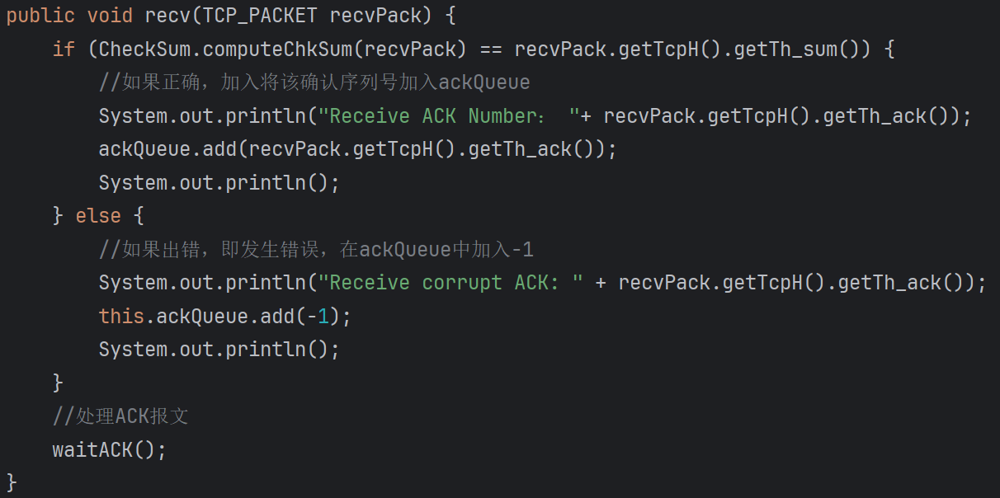 public void recv(TCP_PACKET recvPack) {
    if (CheckSum.computeChkSum(recvPack) == recvPack.getTcpH().getTh_sum()) {
        //如果正确，加入将该确认序列号加入ackQueue
        System.out.println("Receive ACK Number： "+ recvPack.getTcpH().getTh_ack());
        ackQueue.add(recvPack.getTcpH().getTh_ack());
        System.out.println();
    } else {
        //如果出错，即发生错误，在ackQueue中加入-1
        System.out.println("Receive corrupt ACK: " + recvPack.getTcpH().getTh_ack());
        this.ackQueue.add(-1);
        System.out.println();
    }
    //处理ACK报文
    waitACK();
}